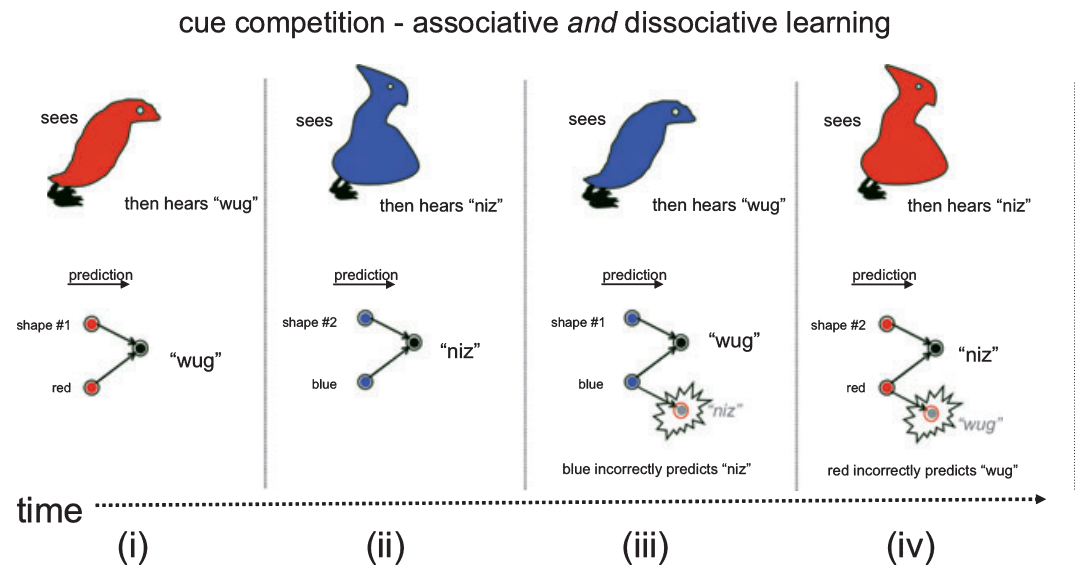 cue competition - associative and dissociative learning
sees
then hears “wug”
prediction
shape #1
“wug”
red
sees
then hears “niz”
prediction
shape #2
“niz”
blue
sees
then hears “wug”
prediction
shape #1
“wug”
blue
“niz”
blue incorrectly predicts “niz”
sees
then hears “niz”
prediction
shape #2
“niz”
red
“wug”
red incorrectly predicts “wug”
time
(i)
(ii)
(iii)
(iv)